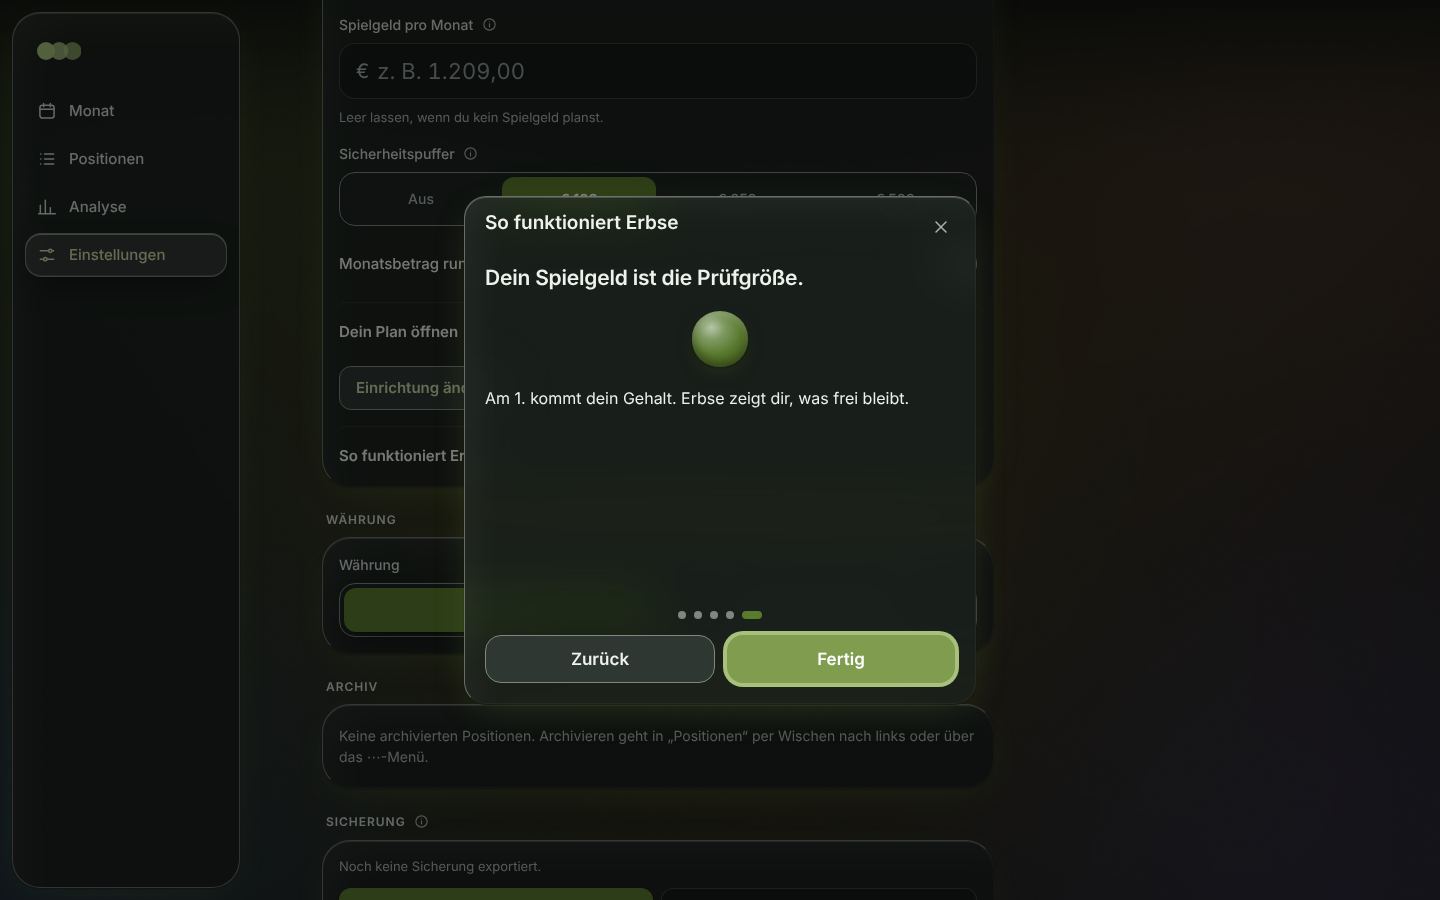 Monat
Positionen
Analyse
Einstellungen
Spielgeld pro Monat
€ z. B. 1.209,00
Leer lassen, wenn du kein Spielgeld planst.
Sicherheitspuffer
Aus
Monatsbetrag
Dein Plan öffnen
Einrichtung
So funktioniert
WÄHRUNG
Währung
ARCHIV
Keine archivierten Positionen. Archivieren geht in „Positionen“ per Wischen nach links oder über
das ···-Menü.
SICHERUNG
Noch keine Sicherung exportiert.
So funktioniert Erbse
Dein Spielgeld ist die Prüfgröße.
Am 1. kommt dein Gehalt. Erbse zeigt dir, was frei bleibt.
Zurück
Fertig